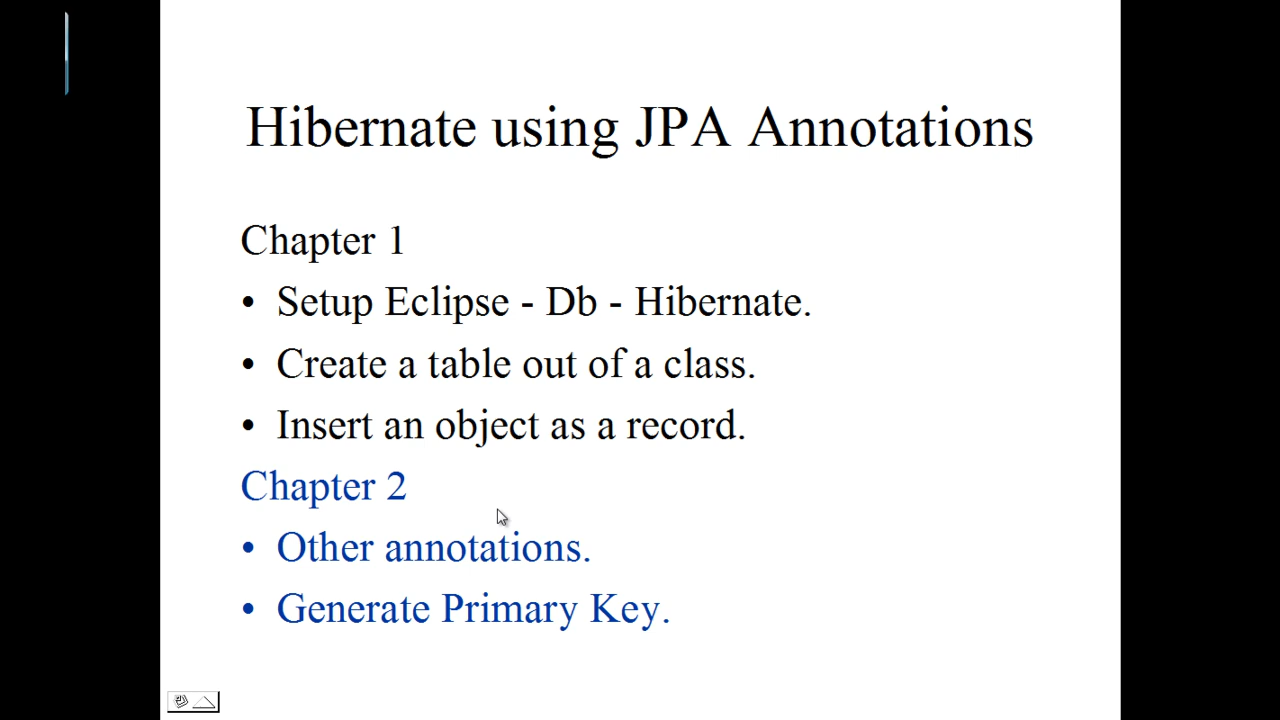 Hibernate using JPA Annotations
Chapter 1
• Setup Eclipse - Db - Hibernate.
• Create a table out of a class.
• Insert an object as a record.
Chapter 2
• Other annotations.
• Generate Primary Key.